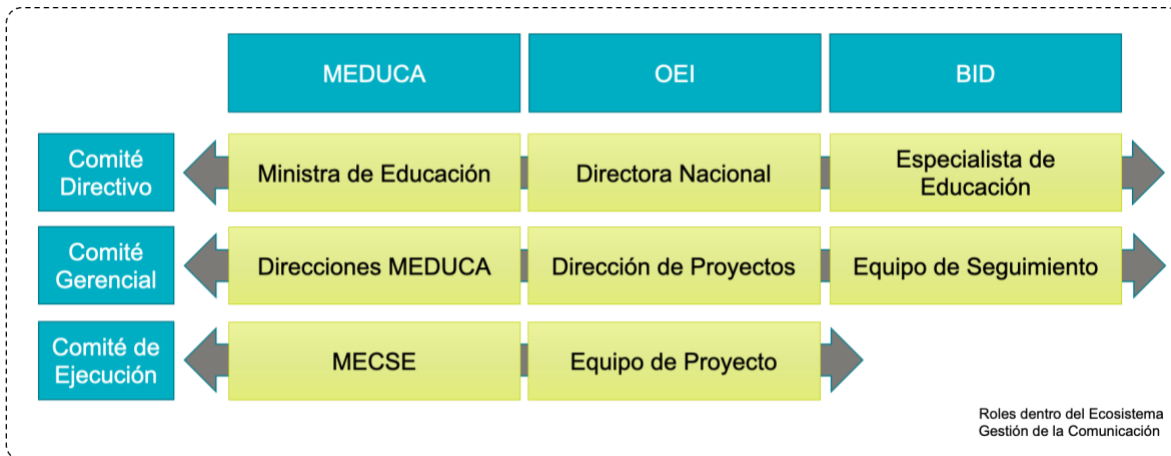 MEDUCA
OEI
BID
Comité
Directivo
Ministra de Educación
Directora Nacional
Especialista de
Educación
Comité
Gerencial
Direcciones MEDUCA
Dirección de Proyectos
Equipo de Seguimiento
Comité de
Ejecución
MECSE
Equipo de Proyecto
Roles dentro del Ecosistema
Gestión de la Comunicación